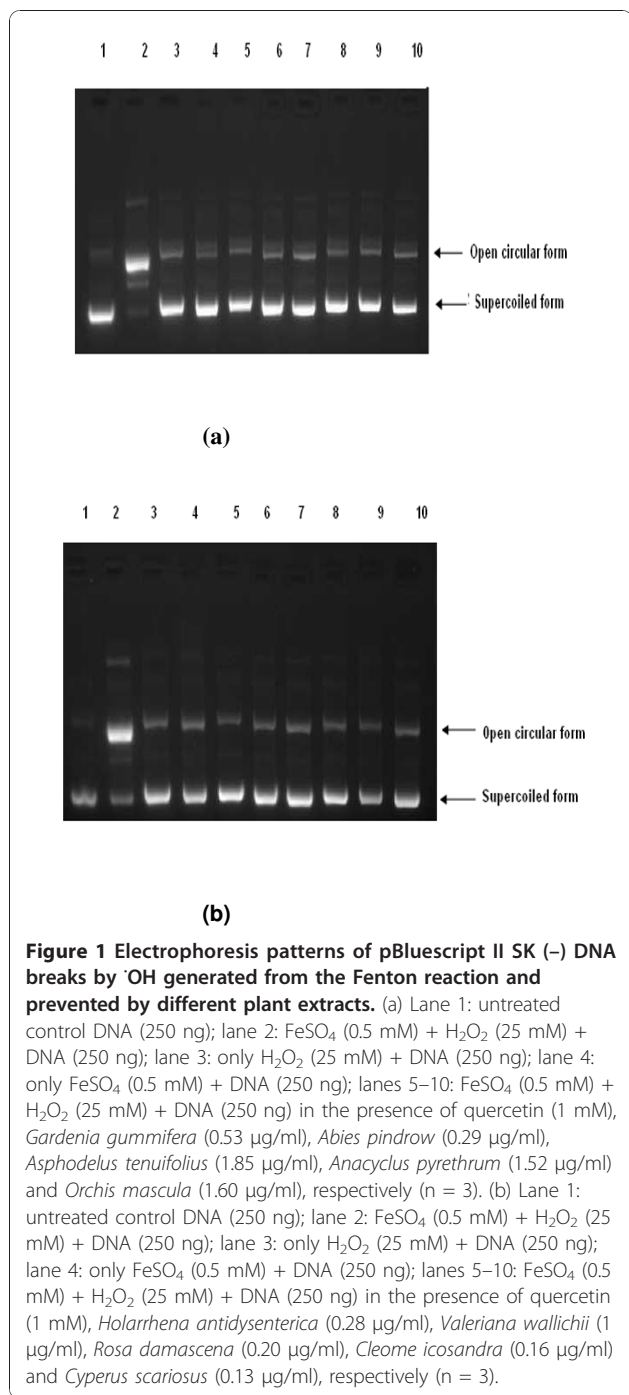 1 2 3 4 5 6 7 8 9 10
Open circular form
Supercoiled form
(a)
1 2 3 4 5 6 7 8 9 10
Open circular form
Supercoiled form
(b)
Figure 1 Electrophoresis patterns of pBluescript II SK (–) DNA
breaks by ˙OH generated from the Fenton reaction and
prevented by different plant extracts. (a) Lane 1: untreated
control DNA (250 ng); lane 2: FeSO₄ (0.5 mM) + H₂O₂ (25 mM) +
DNA (250 ng); lane 3: only H₂O₂ (25 mM) + DNA (250 ng); lane 4:
only FeSO₄ (0.5 mM) + DNA (250 ng); lanes 5–10: FeSO₄ (0.5 mM) +
H₂O₂ (25 mM) + DNA (250 ng) in the presence of quercetin (1 mM),
Gardenia gummifera (0.53 μg/ml), Abies pindrow (0.29 μg/ml),
Asphodelus tenuifolius (1.85 μg/ml), Anacyclus pyrethrum (1.52 μg/ml)
and Orchis mascula (1.60 μg/ml), respectively (n = 3). (b) Lane 1:
untreated control DNA (250 ng); lane 2: FeSO₄ (0.5 mM) + H₂O₂ (25
mM) + DNA (250 ng); lane 3: only H₂O₂ (25 mM) + DNA (250 ng);
lane 4: only FeSO₄ (0.5 mM) + DNA (250 ng); lanes 5–10: FeSO₄ (0.5
mM) + H₂O₂ (25 mM) + DNA (250 ng) in the presence of quercetin
(1 mM), Holarrhena antidysenterica (0.28 μg/ml), Valeriana wallichii (1
μg/ml), Rosa damascena (0.20 μg/ml), Cleome icosandra (0.16 μg/ml)
and Cyperus scariosus (0.13 μg/ml), respectively (n = 3).